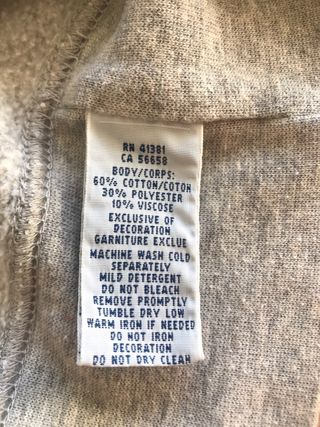 RN 41381
CA 56658
BODY/CORPS:
60% COTTON/COTON
30% POLYESTER
10% VISCOSE
EXCLUSIVE OF
DECORATION
GARNITURE EXCLUE
MACHINE WASH COLD
SEPARATELY
MILD DETERGENT
DO NOT BLEACH
REMOVE PROMPTLY
TUMBLE DRY LOW
WARM IRON IF NEEDED
DO NOT IRON
DECORATION
DO NOT DRY CLEAN